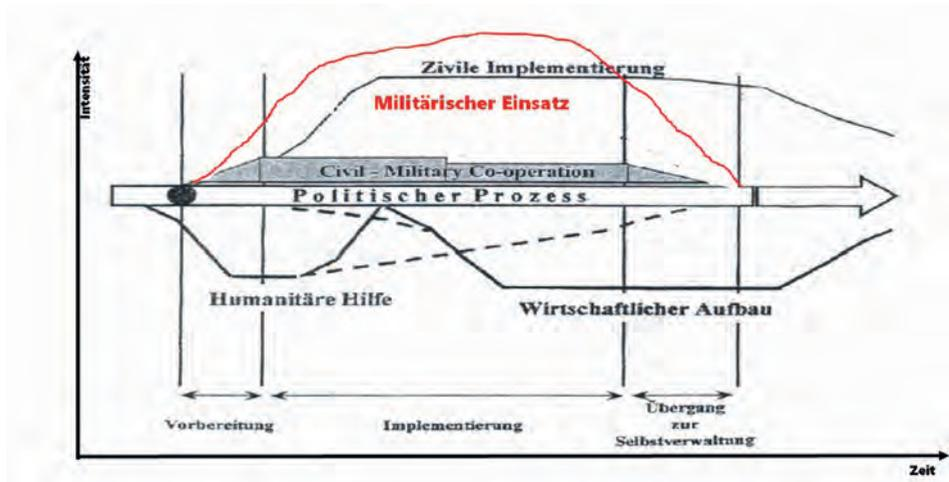 Intensität
Zivile Implementierung
Militärischer Einsatz
Civil - Military Co-operation
Politischer Prozess
Humanitäre Hilfe
Wirtschaftlicher Aufbau
Vorbereitung
Implementierung
Übergang
zur
Selbstverwaltung
Zeit